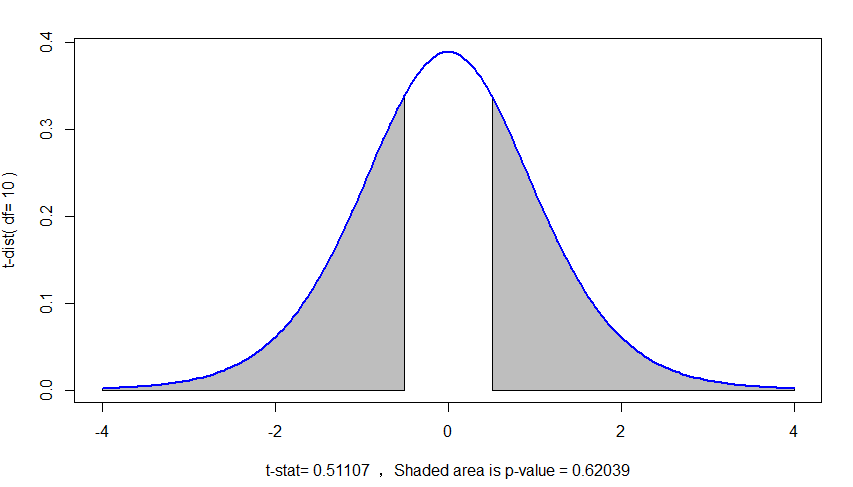 t-dist( df= 10 )
0.4
0.3
0.2
0.1
0.0
-4 -2 0 2 4
t-stat= 0.51107 , Shaded area is p-value = 0.62039